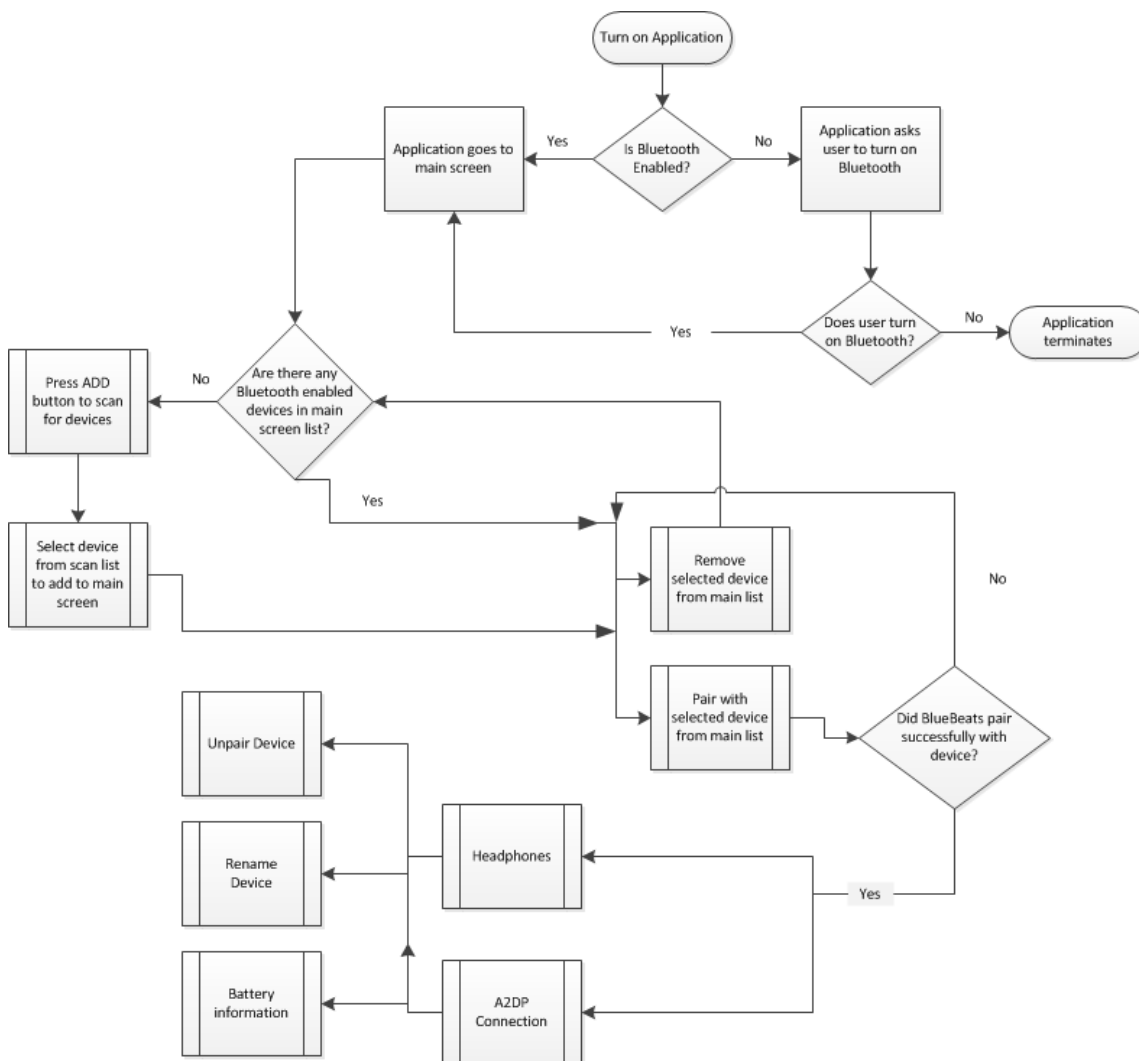 Turn on Application
Application goes to
main screen
Yes
Is Bluetooth
Enabled?
No
Application asks
user to turn on
Bluetooth
Yes
Does user turn
on Bluetooth?
No
Application
terminates
Press ADD
button to scan
for devices
No
Are there any
Bluetooth enabled
devices in main
screen list?
Yes
Select device
from scan list
to add to main
screen
Remove
selected device
from main list
No
Pair with
selected device
from main list
Did BlueBeats pair
successfully with
device?
Unpair Device
Rename
Device
Headphones
Yes
Battery
information
A2DP
Connection